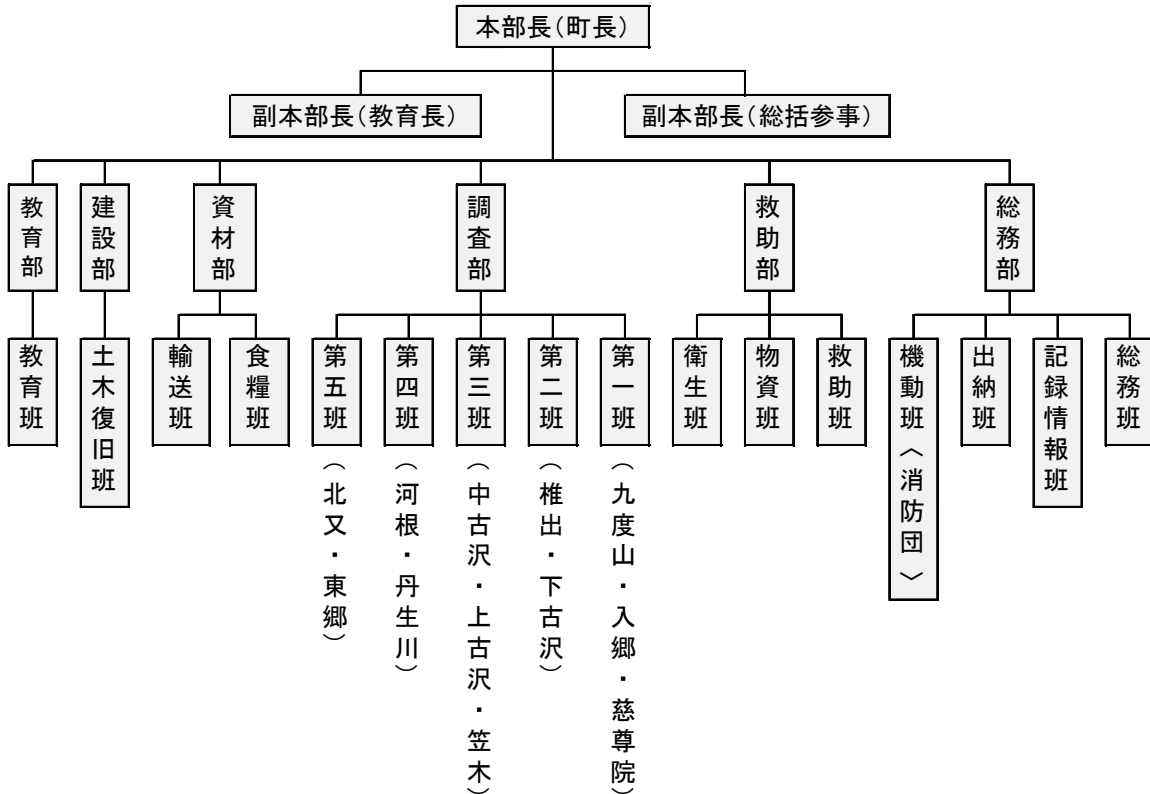 本部長(町長)
副本部長(教育長)
副本部長(総括参事)
総務部
救助部
調査部
資材部
建設部
教育部
総務班
記録情報班
出納班
機動班〈消防団〉
救助班
物資班
衛生班
第一班
(九度山・入郷・慈尊院)
第二班
(椎出・下古沢)
第三班
(中古沢・上古沢・笠木)
第四班
(河根・丹生川)
第五班
(北又・東郷)
食糧班
輸送班
土木復旧班
教育班